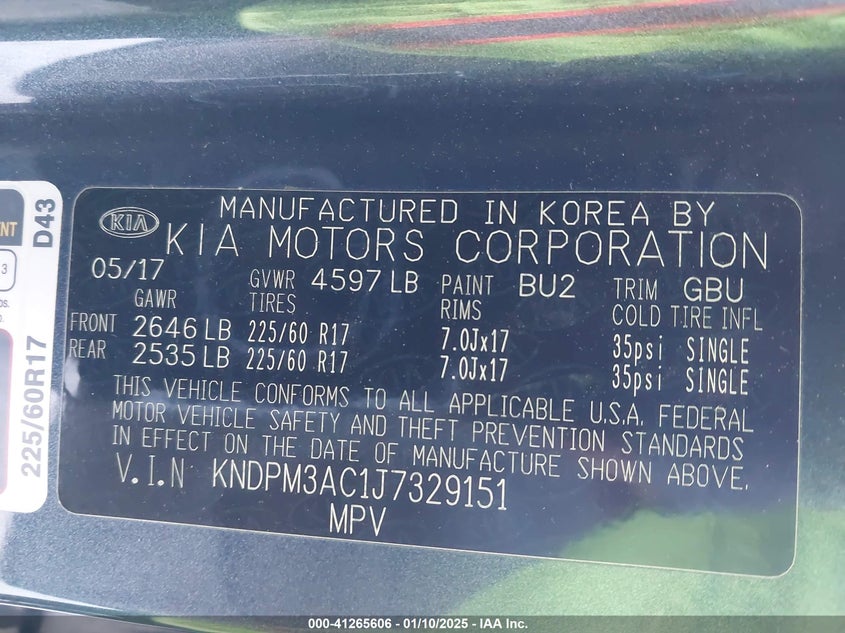 KIA
MANUFACTURED IN KOREA BY
KIA MOTORS CORPORATION
05/17 GVWR 4597 LB PAINT BU2 TRIM GBU
GAWR TIRES RIMS COLD TIRE INFL
FRONT 2646 LB 225/60 R17 7.0Jx17 35psi SINGLE
REAR 2535 LB 225/60 R17 7.0Jx17 35psi SINGLE
THIS VEHICLE CONFORMS TO ALL APPLICABLE U.S.A. FEDERAL
MOTOR VEHICLE SAFETY AND THEFT PREVENTION STANDARDS
IN EFFECT ON THE DATE OF MANUFACTURE SHOWN ABOVE.
V.I.N KNDPM3AC1J7329151
MPV
D43
225/60R17
3
000-41265606 / 01/10/2025 - IAA Inc.